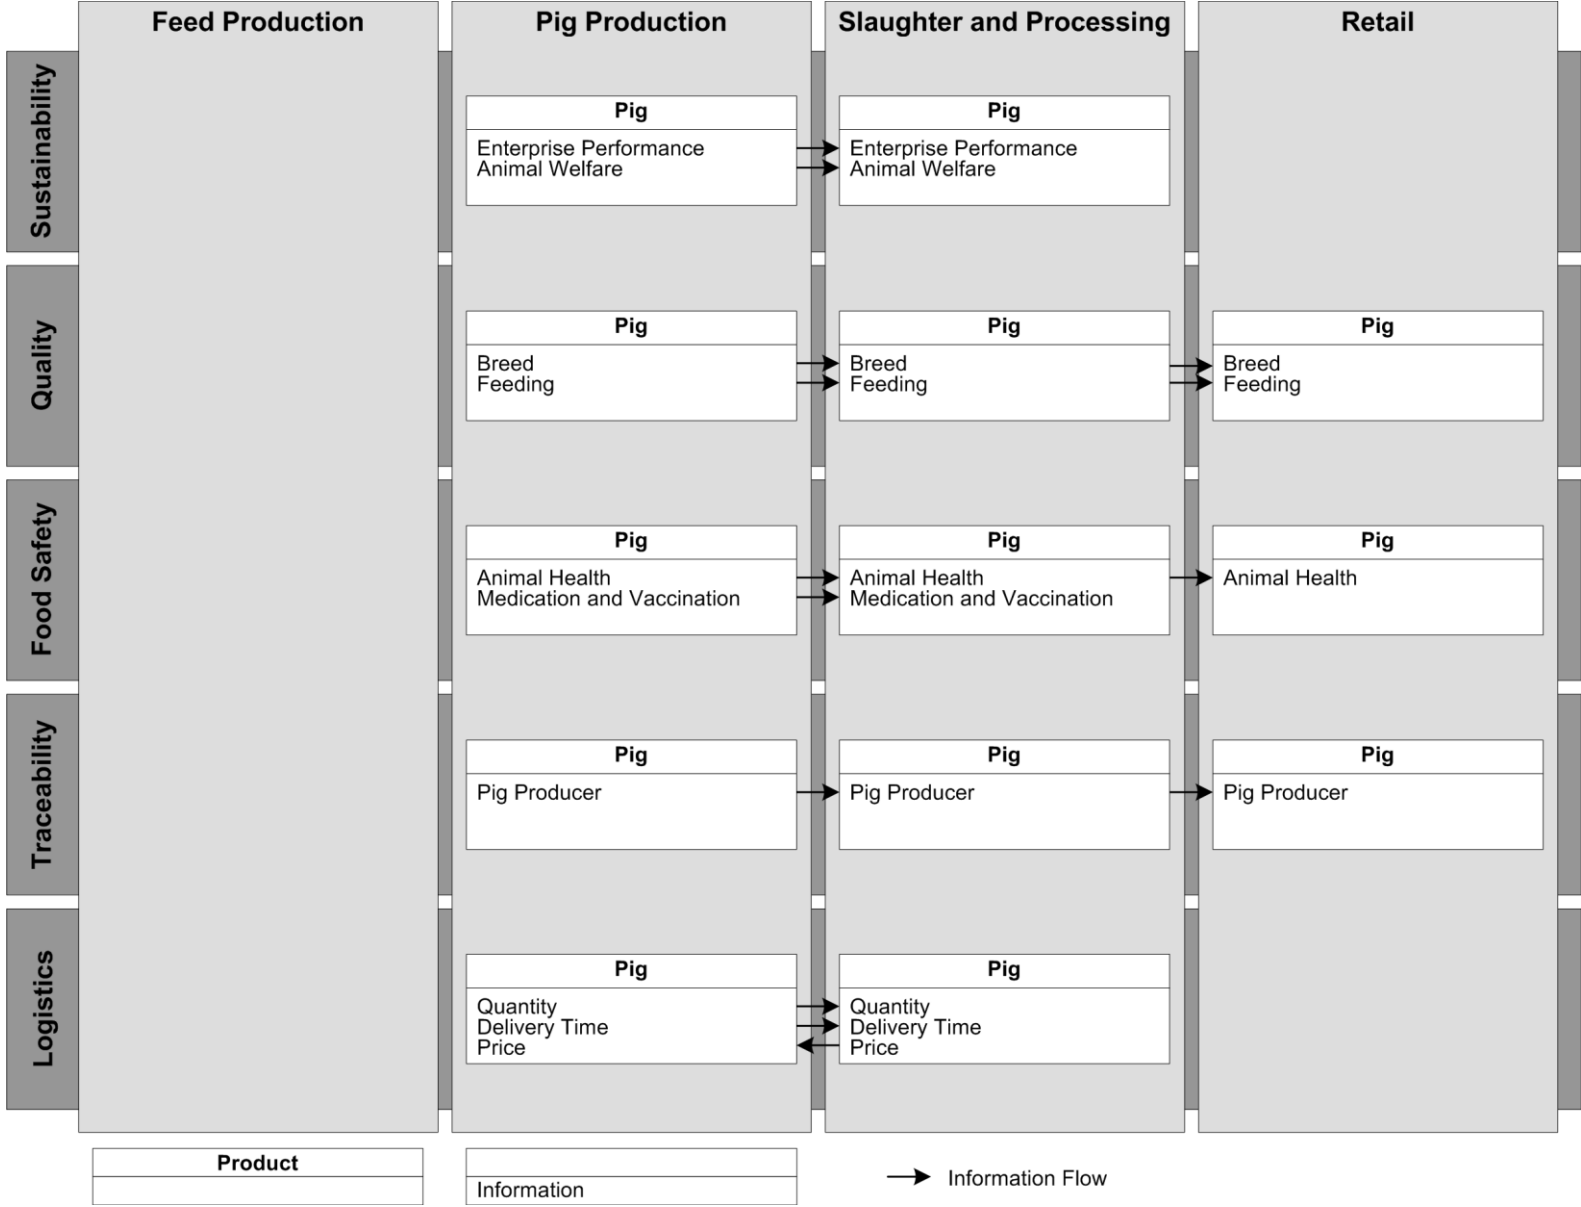 Feed Production
Pig Production
Slaughter and Processing
Retail
Sustainability
Pig
Enterprise Performance
Animal Welfare
Pig
Enterprise Performance
Animal Welfare
Quality
Pig
Breed
Feeding
Pig
Breed
Feeding
Pig
Breed
Feeding
Food Safety
Pig
Animal Health
Medication and Vaccination
Pig
Animal Health
Medication and Vaccination
Pig
Animal Health
Traceability
Pig
Pig Producer
Pig
Pig Producer
Pig
Pig Producer
Logistics
Pig
Quantity
Delivery Time
Price
Pig
Quantity
Delivery Time
Price
Product
Information
Information Flow